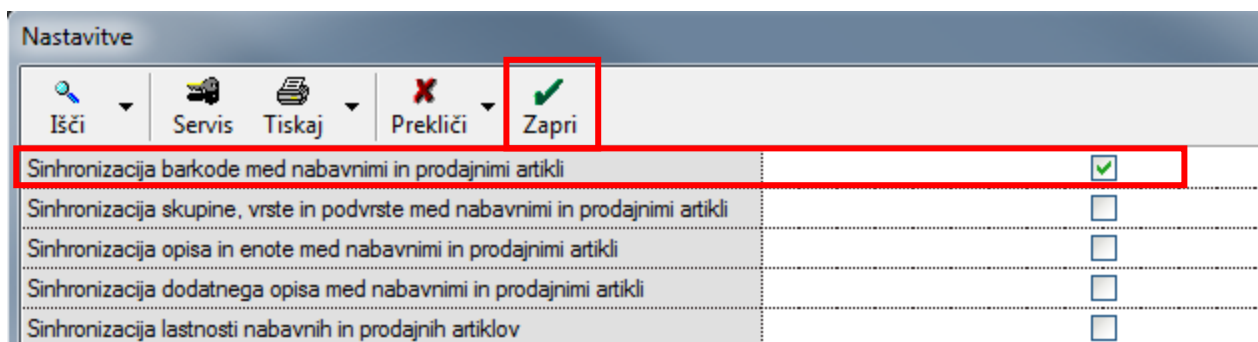 Nastavitve
Išči Servis Tiskaj Prekliči Zapri
Sinhronizacija barkode med nabavnimi in prodajnimi artikli
Sinhronizacija skupine, vrste in podvrste med nabavnimi in prodajnimi artikli
Sinhronizacija opisa in enote med nabavnimi in prodajnimi artikli
Sinhronizacija dodatnega opisa med nabavnimi in prodajnimi artikli
Sinhronizacija lastnosti nabavnih in prodajnih artiklov